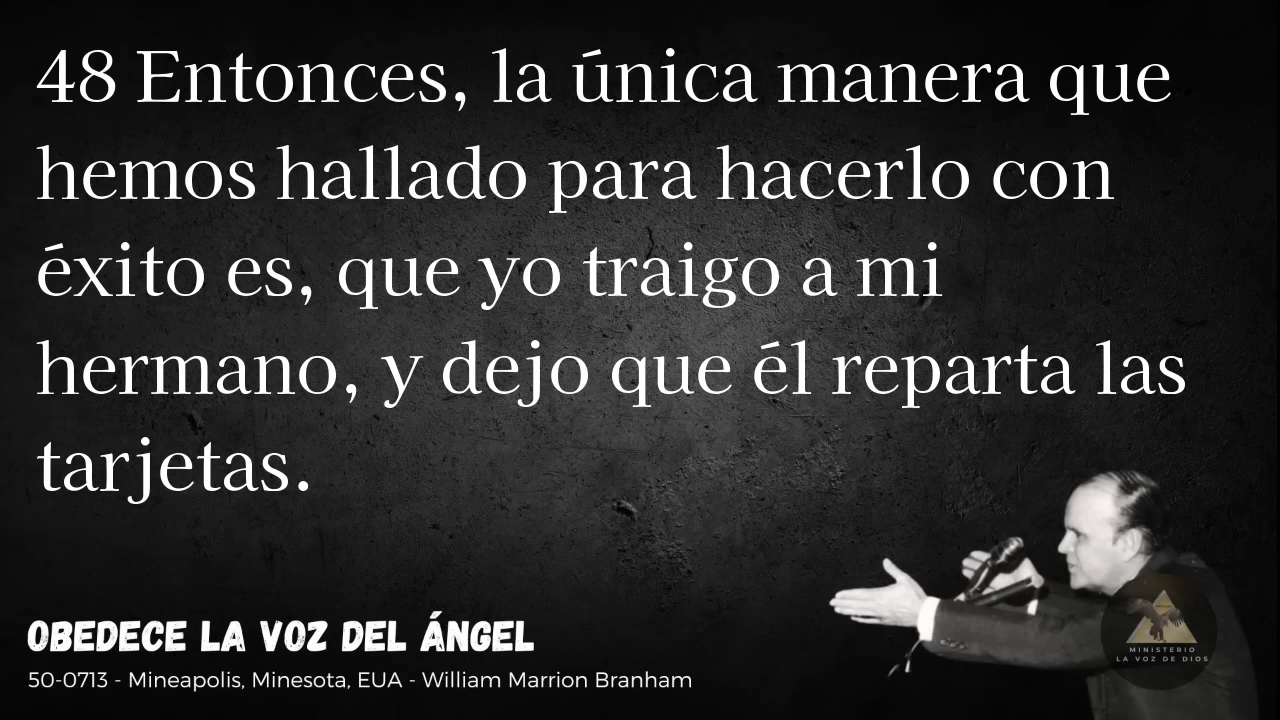 48 Entonces, la única manera que
hemos hallado para hacerlo con
éxito es, que yo traigo a mi
hermano, y dejo que él reparta las
tarjetas.
OBEDECE LA VOZ DEL ÁNGEL
50-0713 - Mineapolis, Minesota, EUA - William Marrion Branham
MINISTERIO
LA VOZ DE DIOS